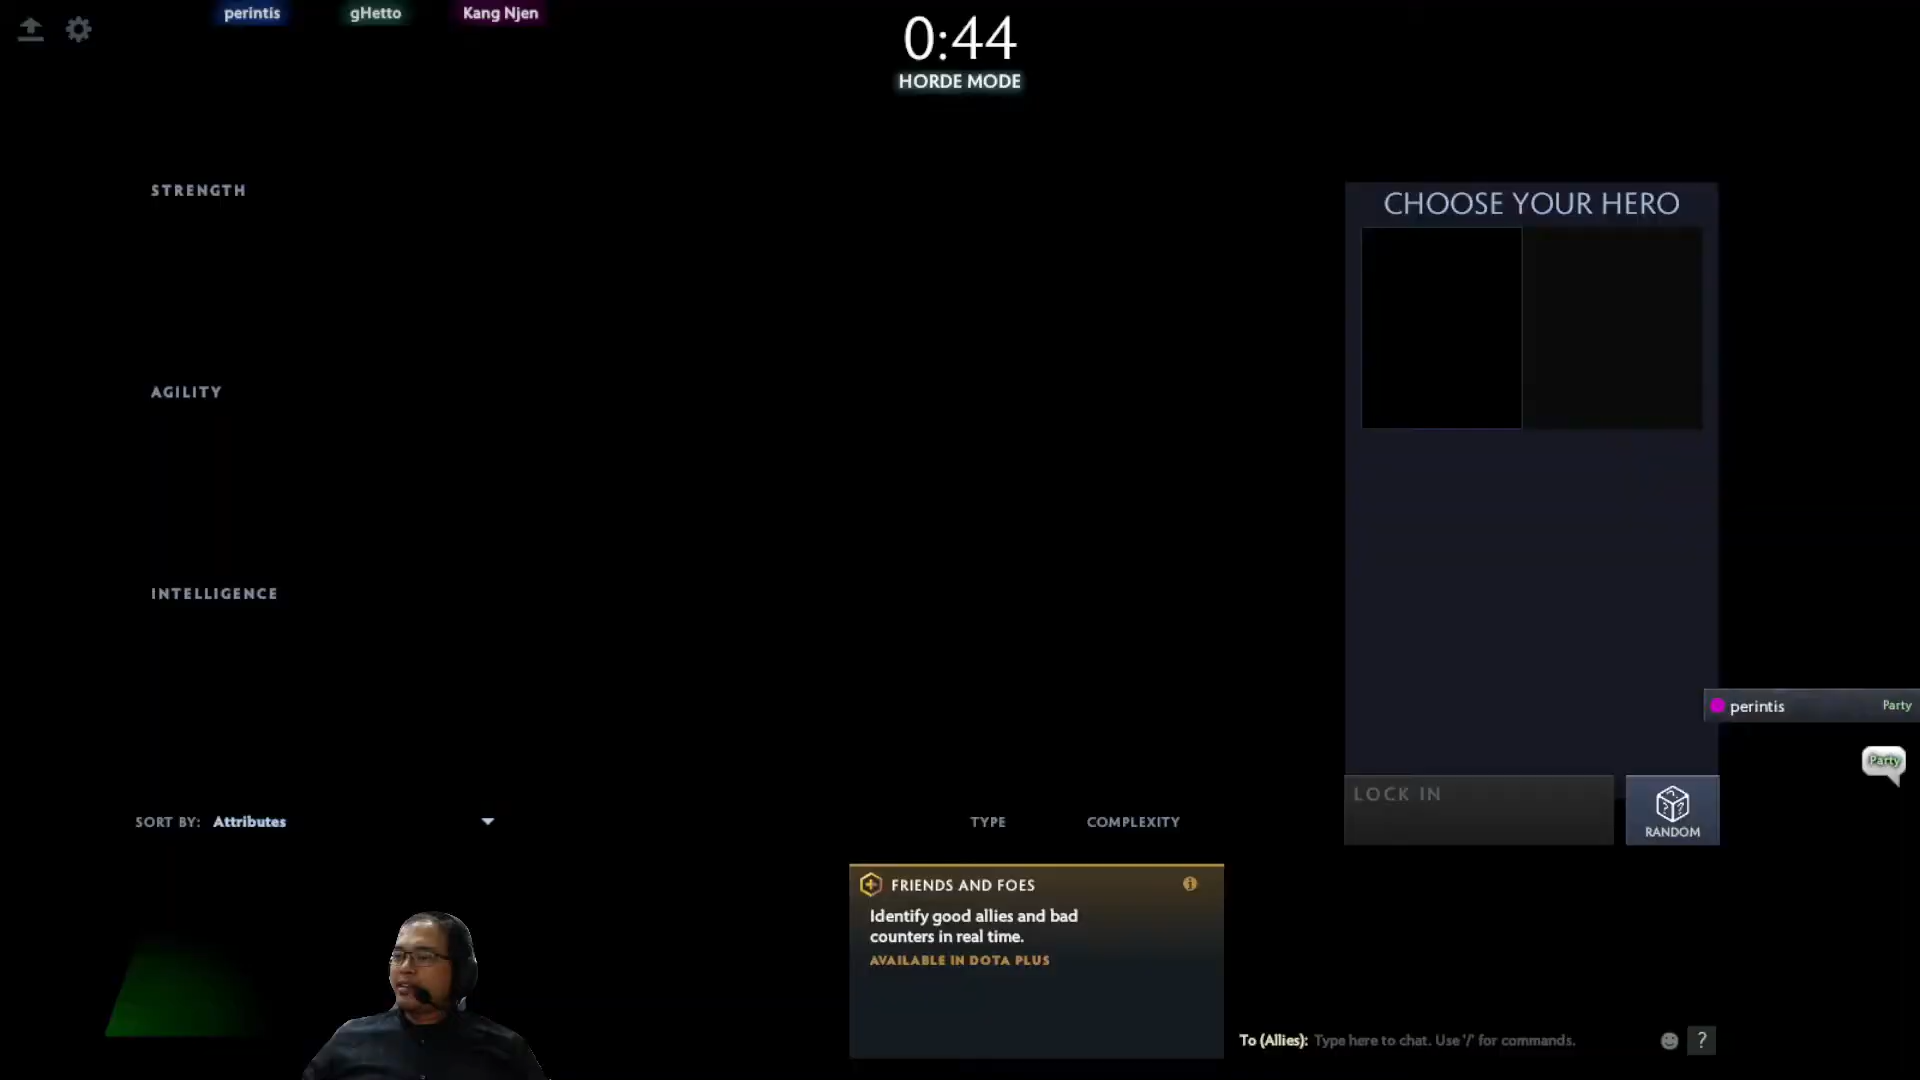 perintis
gHetto
Kang Njen
0:44
HORDE MODE
STRENGTH
CHOOSE YOUR HERO
AGILITY
INTELLIGENCE
perintis
Party
Party
LOCK IN
RANDOM
SORT BY: Attributes
TYPE
COMPLEXITY
FRIENDS AND FOES
Identify good allies and bad
counters in real time.
AVAILABLE IN DOTA PLUS
To (Allies): Type here to chat. Use '/' for commands.
?